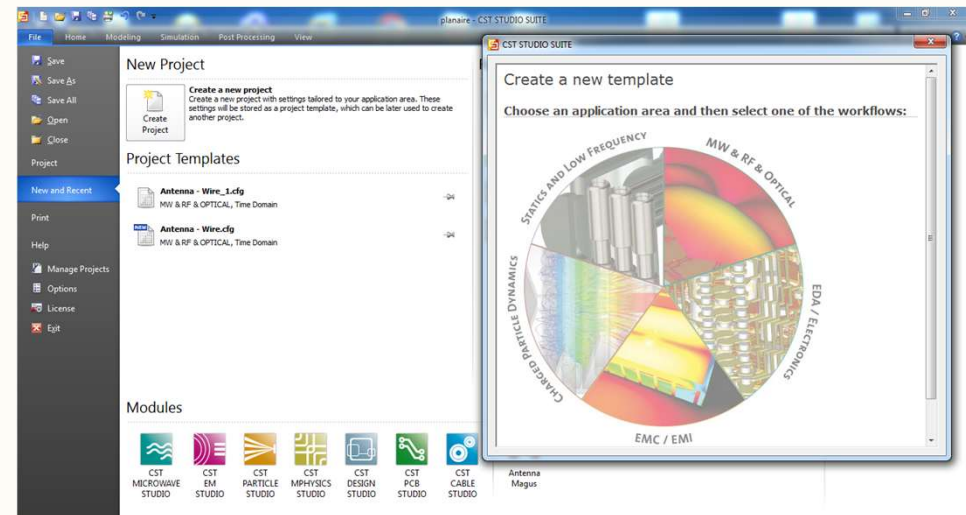 planaire - CST STUDIO SUITE
File Home Modeling Simulation Post Processing View
Save
Save As
Save All
Open
Close
Project
New and Recent
Print
Help
Manage Projects
Options
License
Exit
New Project
Create Project
Create a new project
Create a new project with settings tailored to your application area. These
settings will be stored as a project template, which can be later used to create
another project.
Project Templates
Antenna - Wire_1.cfg
MW & RF & OPTICAL, Time Domain
NEW
Antenna - Wire.cfg
MW & RF & OPTICAL, Time Domain
Modules
CST MICROWAVE STUDIO
CST EM STUDIO
CST PARTICLE STUDIO
CST MPHYSICS STUDIO
CST DESIGN STUDIO
CST PCB STUDIO
CST CABLE STUDIO
Antenna Magus
CST STUDIO SUITE
Create a new template
Choose an application area and then select one of the workflows:
STATICS AND LOW FREQUENCY
MW & RF & OPTICAL
EDA / ELECTRONICS
EMC / EMI
CHARGED PARTICLE DYNAMICS